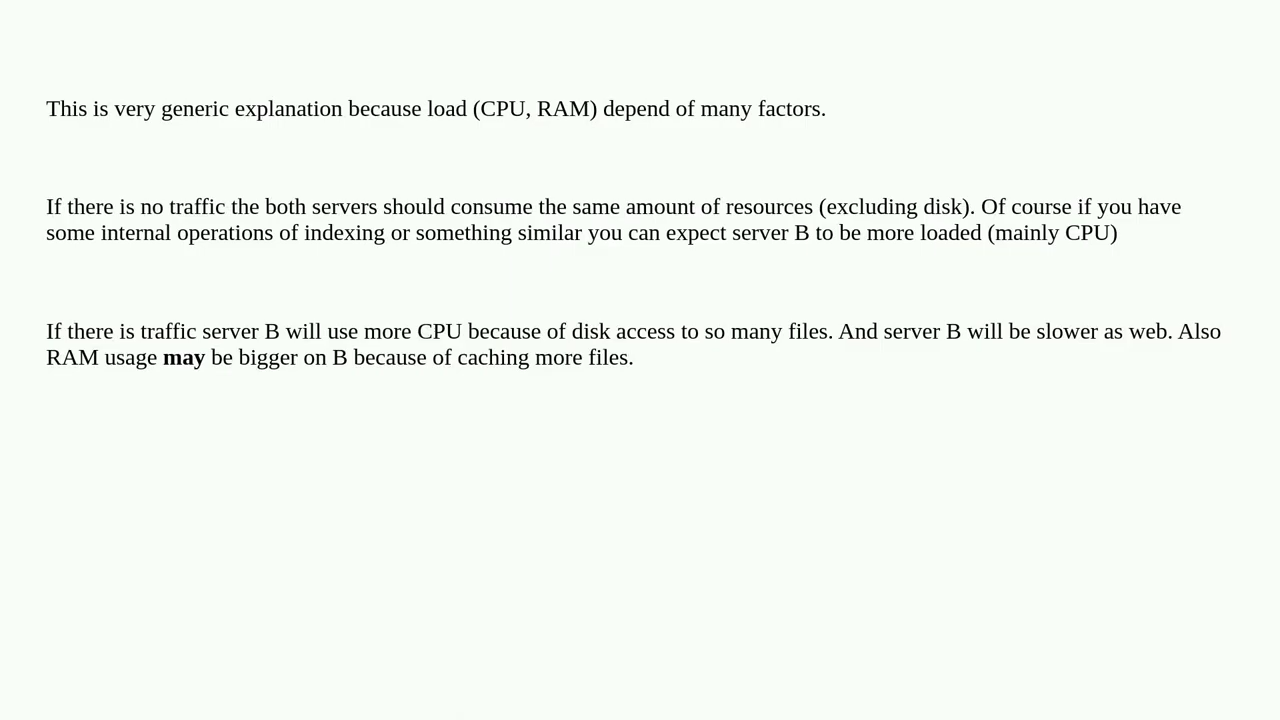 This is very generic explanation because load (CPU, RAM) depend of many factors.
If there is no traffic the both servers should consume the same amount of resources (excluding disk). Of course if you have
some internal operations of indexing or something similar you can expect server B to be more loaded (mainly CPU)
If there is traffic server B will use more CPU because of disk access to so many files. And server B will be slower as web. Also
RAM usage may be bigger on B because of caching more files.